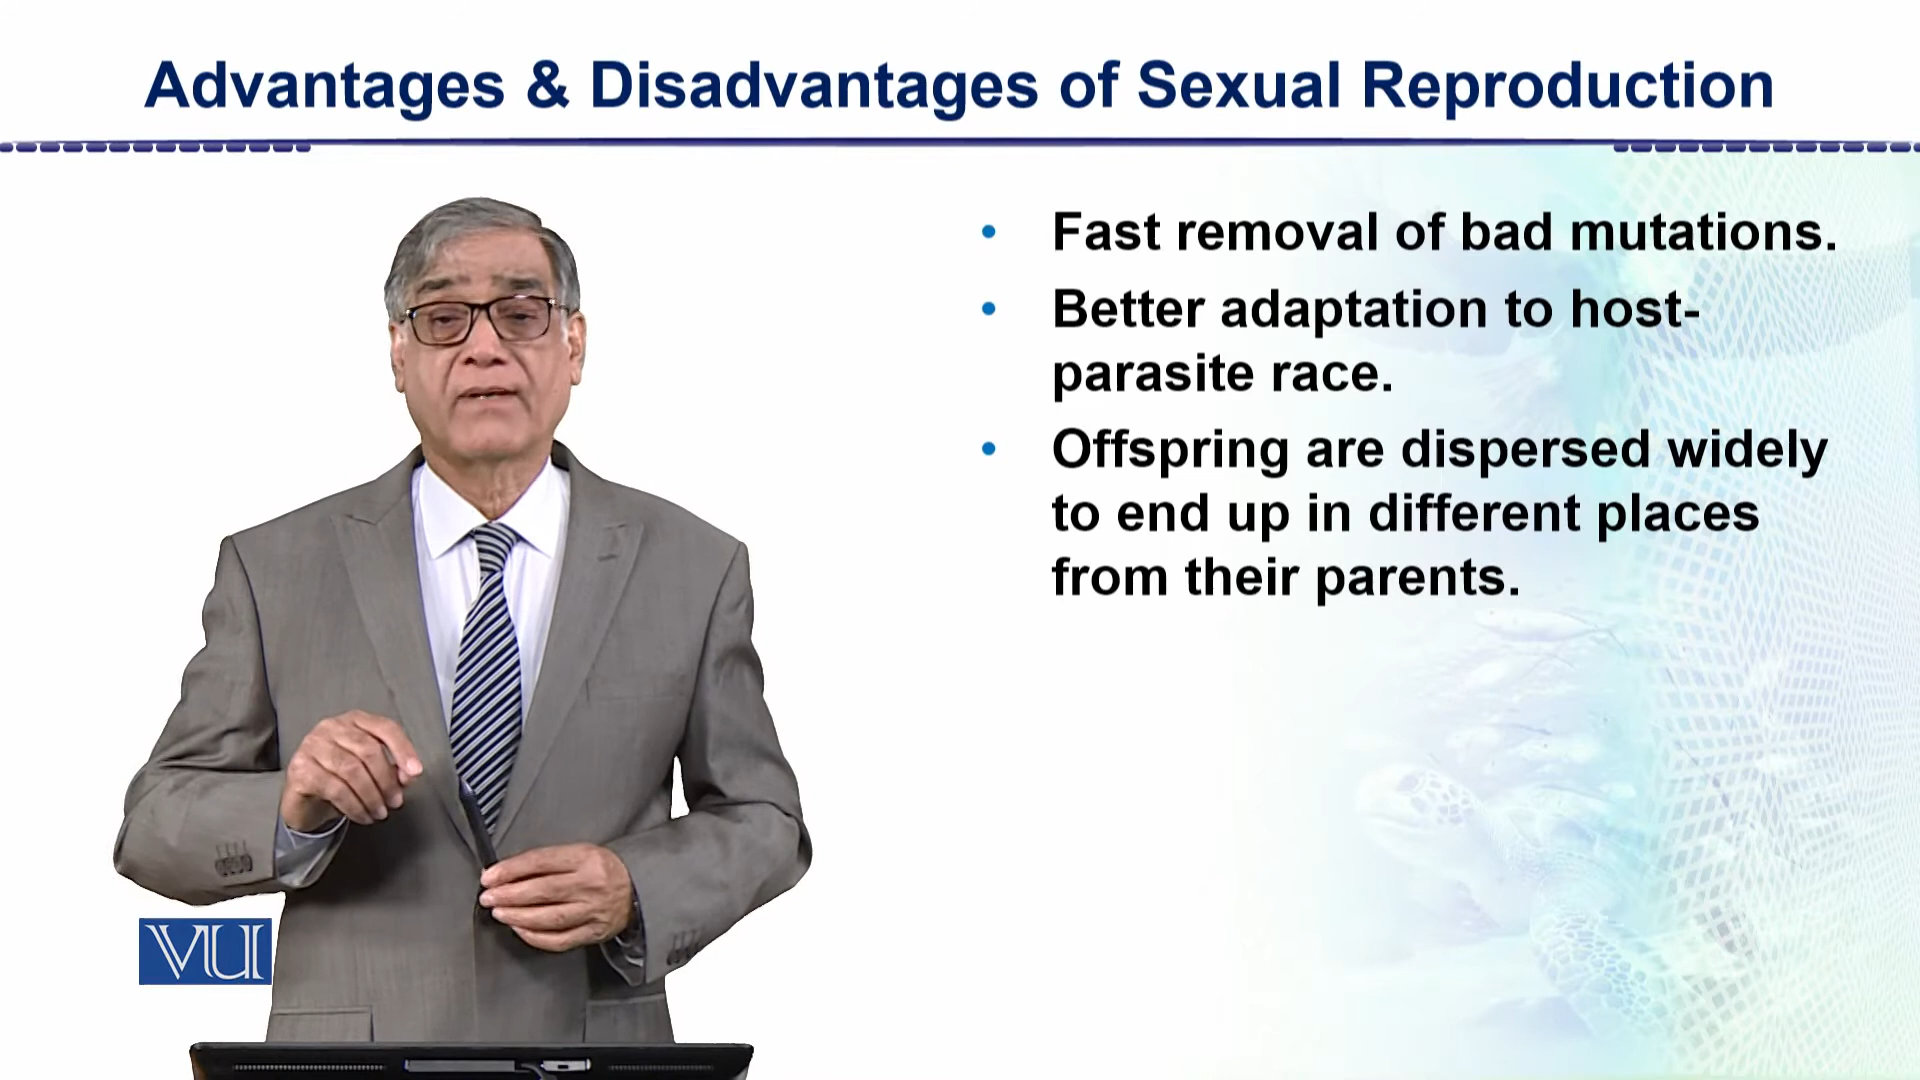 Advantages & Disadvantages of Sexual Reproduction
• Fast removal of bad mutations.
• Better adaptation to host-
parasite race.
• Offspring are dispersed widely
to end up in different places
from their parents.
VU